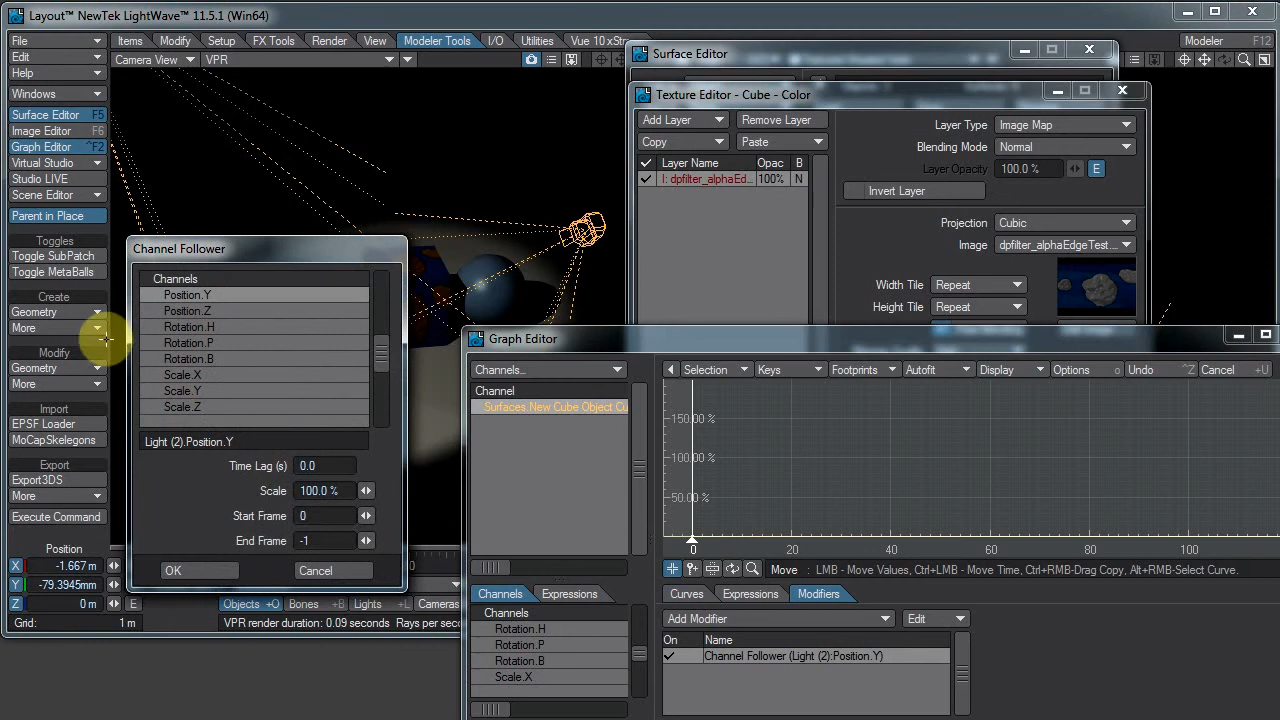 Layout™ NewTek LightWave™ 11.5.1 (Win64)
File
Items
Modify
Setup
FX Tools
Render
View
Modeler Tools
I/O
Utilities
Modeler
F12
Edit
Help
Windows
Surface Editor F5
Image Editor F6
Graph Editor ^F2
Virtual Studio
Studio LIVE
Scene Editor
Parent in Place
Toggles
Toggle SubPatch
Toggle MetaBalls
Create
Geometry
More
Modify
Geometry
More
Import
EPSF Loader
MoCapSkelegons
Export
Export3DS
More
Execute Command
Position
X -1.667 m
Y -79.3945mm
Z 0 m E
Grid: 1 m
Camera View
VPR
Objects +O
Bones +B
Lights +L
Cameras
VPR render duration: 0.09 seconds Rays per sec
Channel Follower
Channels
Position.Y
Position.Z
Rotation.H
Rotation.P
Rotation.B
Scale.X
Scale.Y
Scale.Z
Light (2).Position.Y
Time Lag (s) 0.0
Scale 100.0 %
Start Frame 0
End Frame -1
OK
Cancel
Surface Editor
Texture Editor - Cube - Color
Add Layer
Remove Layer
Copy
Paste
Layer Name Opac B
I: dpfilter_alphaEd... 100% N
Layer Type Image Map
Blending Mode Normal
Layer Opacity 100.0 % E
Invert Layer
Projection Cubic
Image dpfilter_alphaEdgeTest....
Width Tile Repeat
Height Tile Repeat
Graph Editor
Channels...
Selection
Keys
Footprints
Autofit
Display
Options o
Undo ^Z
Cancel +U
Channel
Surfaces.New Cube Object Cu
150.00 %
100.00 %
50.00 %
0 20 40 60 80 100
Move : LMB - Move Values, Ctrl+LMB - Move Time, Ctrl+RMB-Drag Copy, Alt+RMB-Select Curve.
Channels
Expressions
Channels
Rotation.H
Rotation.P
Rotation.B
Scale.X
Curves
Expressions
Modifiers
Add Modifier
Edit
On Name
Channel Follower (Light (2):Position.Y)